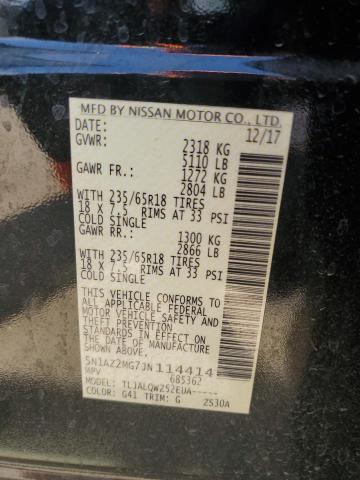 MFD BY NISSAN MOTOR CO., LTD.
DATE: 12/17
GVWR: 2318 KG
5110 LB
GAWR FR.: 1272 KG
2804 LB
WITH 235/65R18 TIRES
18 X 7.5 RIMS AT 33 PSI
COLD SINGLE
GAWR RR.: 1300 KG
2866 LB
WITH 235/65R18 TIRES
18 X 7.5 RIMS AT 33 PSI
COLD SINGLE
THIS VEHICLE CONFORMS TO
ALL APPLICABLE FEDERAL
MOTOR VEHICLE SAFETY AND
THEFT PREVENTION
STANDARDS IN EFFECT ON
THE DATE OF MANUFACTURE
SHOWN ABOVE.
5N1AZ2MG7JN114414
MPV 685362
MODEL: TLJALQWZ52EUA-----
COLOR: G41 TRIM: G ZS30A